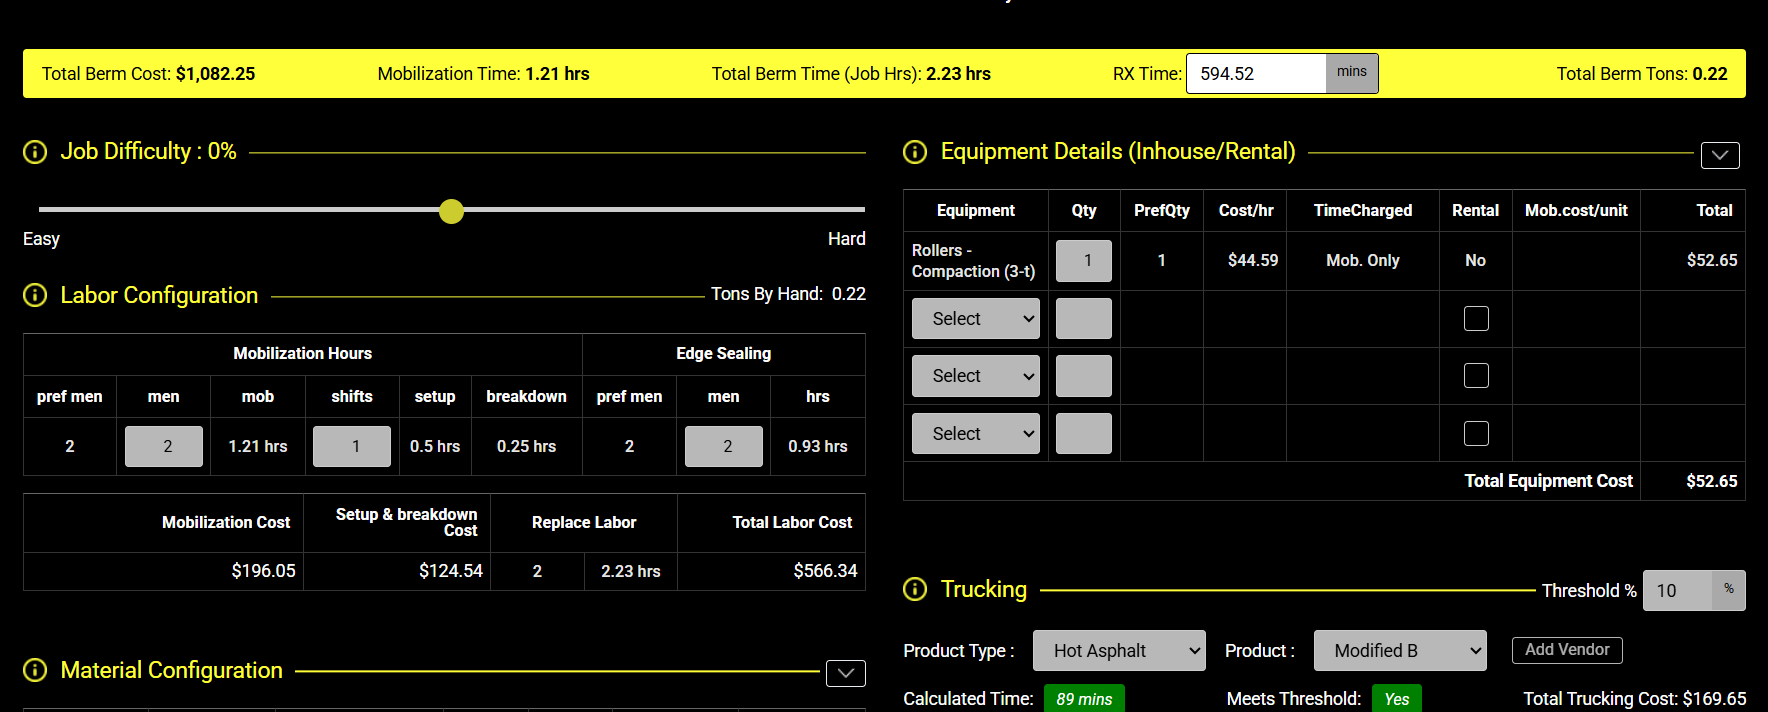 Total Berm Cost: $1,082.25 Mobilization Time: 1.21 hrs Total Berm Time (Job Hrs): 2.23 hrs RX Time: 594.52 mins Total Berm Tons: 0.22
Job Difficulty : 0%
Easy Hard
Labor Configuration Tons By Hand: 0.22
Mobilization Hours Edge Sealing
pref men men mob shifts setup breakdown pref men men hrs
2 2 1.21 hrs 1 0.5 hrs 0.25 hrs 2 2 0.93 hrs
Mobilization Cost Setup & breakdown Cost Replace Labor Total Labor Cost
$196.05 $124.54 2 2.23 hrs $566.34
Material Configuration
Equipment Details (Inhouse/Rental)
Equipment Qty PrefQty Cost/hr TimeCharged Rental Mob.cost/unit Total
Rollers - Compaction (3-t) 1 1 $44.59 Mob. Only No $52.65
Select
Select
Select
Total Equipment Cost $52.65
Trucking Threshold % 10 %
Product Type : Hot Asphalt Product : Modified B Add Vendor
Calculated Time: 89 mins Meets Threshold: Yes Total Trucking Cost: $169.65